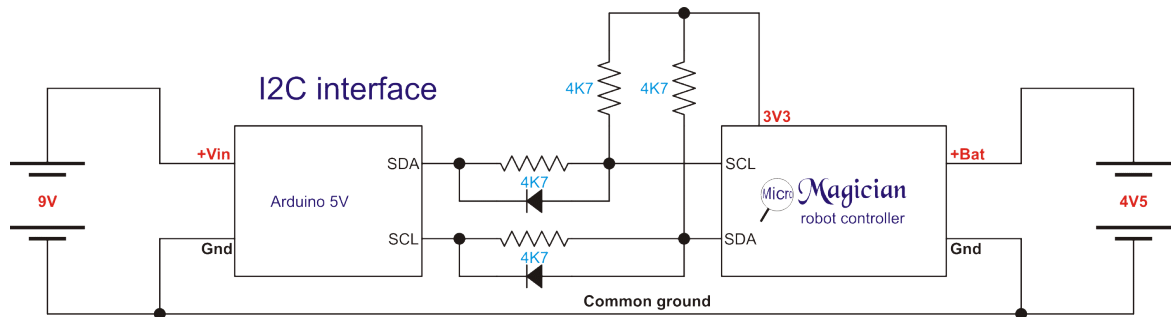 I2C interface
4K7
4K7
3V3
+Vin
SDA
SCL
+Bat
9V
Arduino 5V
4K7
Micro Magician
robot controller
4V5
SCL
SDA
Gnd
4K7
Gnd
Common ground